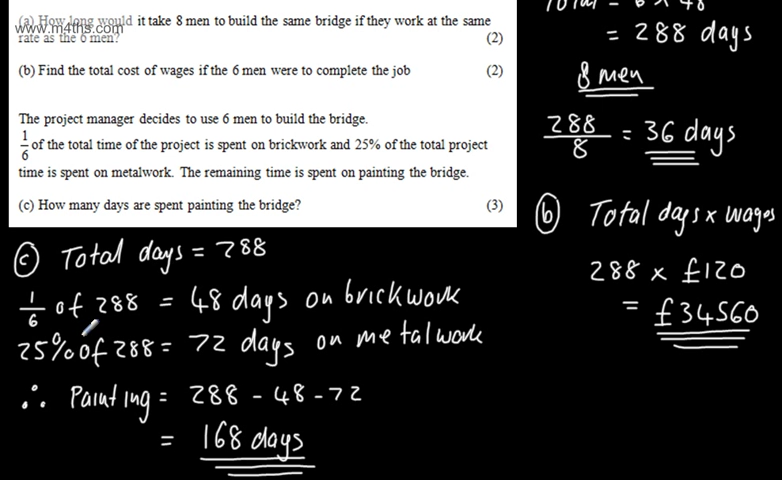 (a) How long would it take 8 men to build the same bridge if they work at the same
www.m4ths.com
rate as the 6 men? (2)
(b) Find the total cost of wages if the 6 men were to complete the job (2)
The project manager decides to use 6 men to build the bridge.
1/6 of the total time of the project is spent on brickwork and 25% of the total project
time is spent on metalwork. The remaining time is spent on painting the bridge.
(c) How many days are spent painting the bridge? (3)
Total = 6 x 48
= 288 days
8 men
288/8 = 36 days
(b) Total days x wages
288 x £120
= £34560
(c) Total days = 288
1/6 of 288 = 48 days on brickwork
25% of 288 = 72 days on metalwork
∴ Painting = 288 - 48 - 72
= 168 days